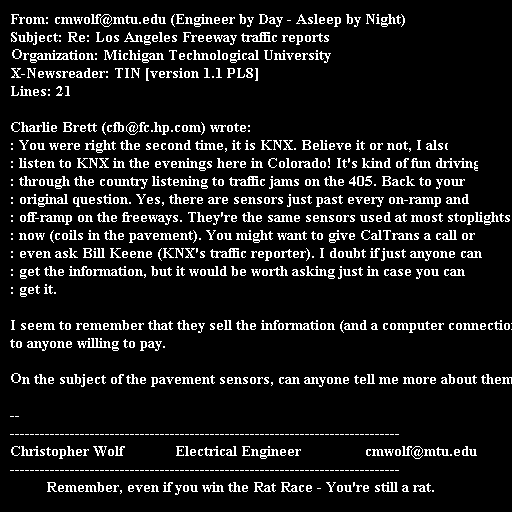 From: cmwolf@mtu.edu (Engineer by Day - Asleep by Night)
Subject: Re: Los Angeles Freeway traffic reports
Organization: Michigan Technological University
X-Newsreader: TIN [version 1.1 PL8]
Lines: 21

Charlie Brett (cfb@fc.hp.com) wrote:
: You were right the second time, it is KNX. Believe it or not, I also
: listen to KNX in the evenings here in Colorado! It's kind of fun driving
: through the country listening to traffic jams on the 405. Back to your
: original question. Yes, there are sensors just past every on-ramp and
: off-ramp on the freeways. They're the same sensors used at most stoplights
: now (coils in the pavement). You might want to give CalTrans a call or
: even ask Bill Keene (KNX's traffic reporter). I doubt if just anyone can
: get the information, but it would be worth asking just in case you can
: get it.

I seem to remember that they sell the information (and a computer connection
to anyone willing to pay.

On the subject of the pavement sensors, can anyone tell me more about them

--
------------------------------------------------------------------------------
Christopher Wolf Electrical Engineer cmwolf@mtu.edu
------------------------------------------------------------------------------
Remember, even if you win the Rat Race - You're still a rat.